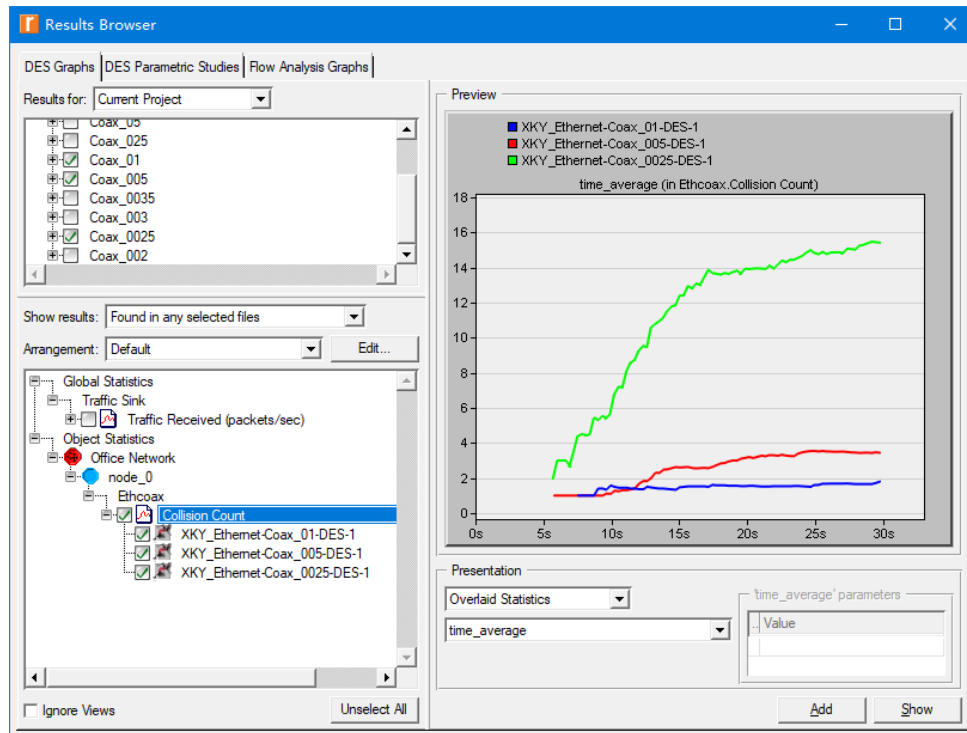 Results Browser
DES Graphs DES Parametric Studies Flow Analysis Graphs
Results for: Current Project
Coax_05
Coax_025
Coax_01
Coax_005
Coax_0035
Coax_003
Coax_0025
Coax_002
Show results: Found in any selected files
Arrangement: Default Edit...
Global Statistics
Traffic Sink
Traffic Received (packets/sec)
Object Statistics
Office Network
node_0
Ethcoax
Collision Count
XKY_Ethernet-Coax_01-DES-1
XKY_Ethernet-Coax_005-DES-1
XKY_Ethernet-Coax_0025-DES-1
Ignore Views Unselect All
Preview
XKY_Ethernet-Coax_01-DES-1
XKY_Ethernet-Coax_005-DES-1
XKY_Ethernet-Coax_0025-DES-1
time_average (in Ethcoax.Collision Count)
18
16
14
12
10
8
6
4
2
0
0s 5s 10s 15s 20s 25s 30s
Presentation
Overlaid Statistics
time_average
'time_average' parameters
.. Value
Add Show